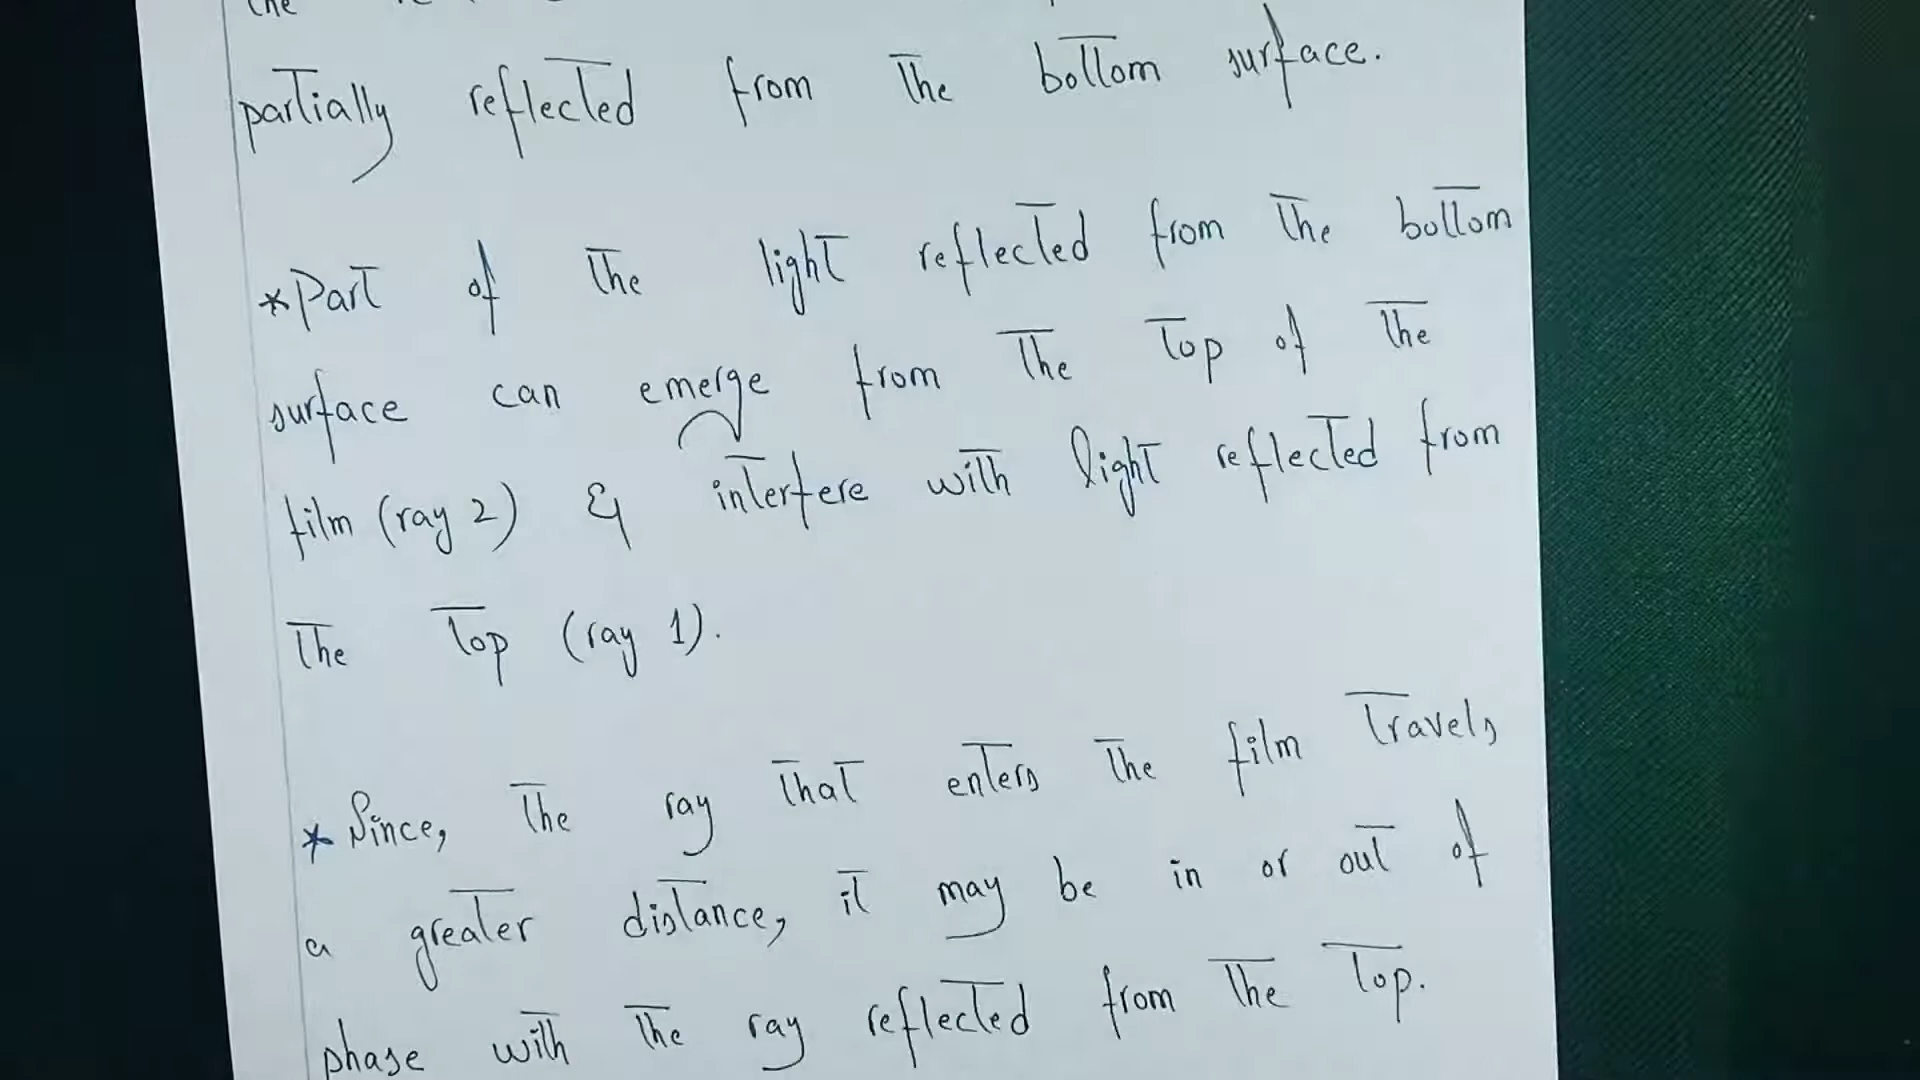 the
partially reflected from the bottom surface.
*Part of the light reflected from the bottom
surface can emerge from the top of the
film (ray 2) & interfere with light reflected from
the top (ray 1).
* Since, the ray that enters the film travels
a greater distance, it may be in or out of
phase with the ray reflected from the top.